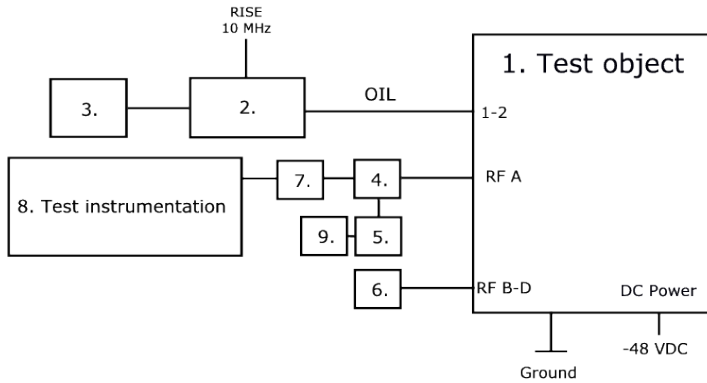 RISE
10 MHz
1. Test object
3.
2.
OIL
1-2
8. Test instrumentation
7.
4.
RF A
9.
5.
6.
RF B-D
DC Power
-48 VDC
Ground